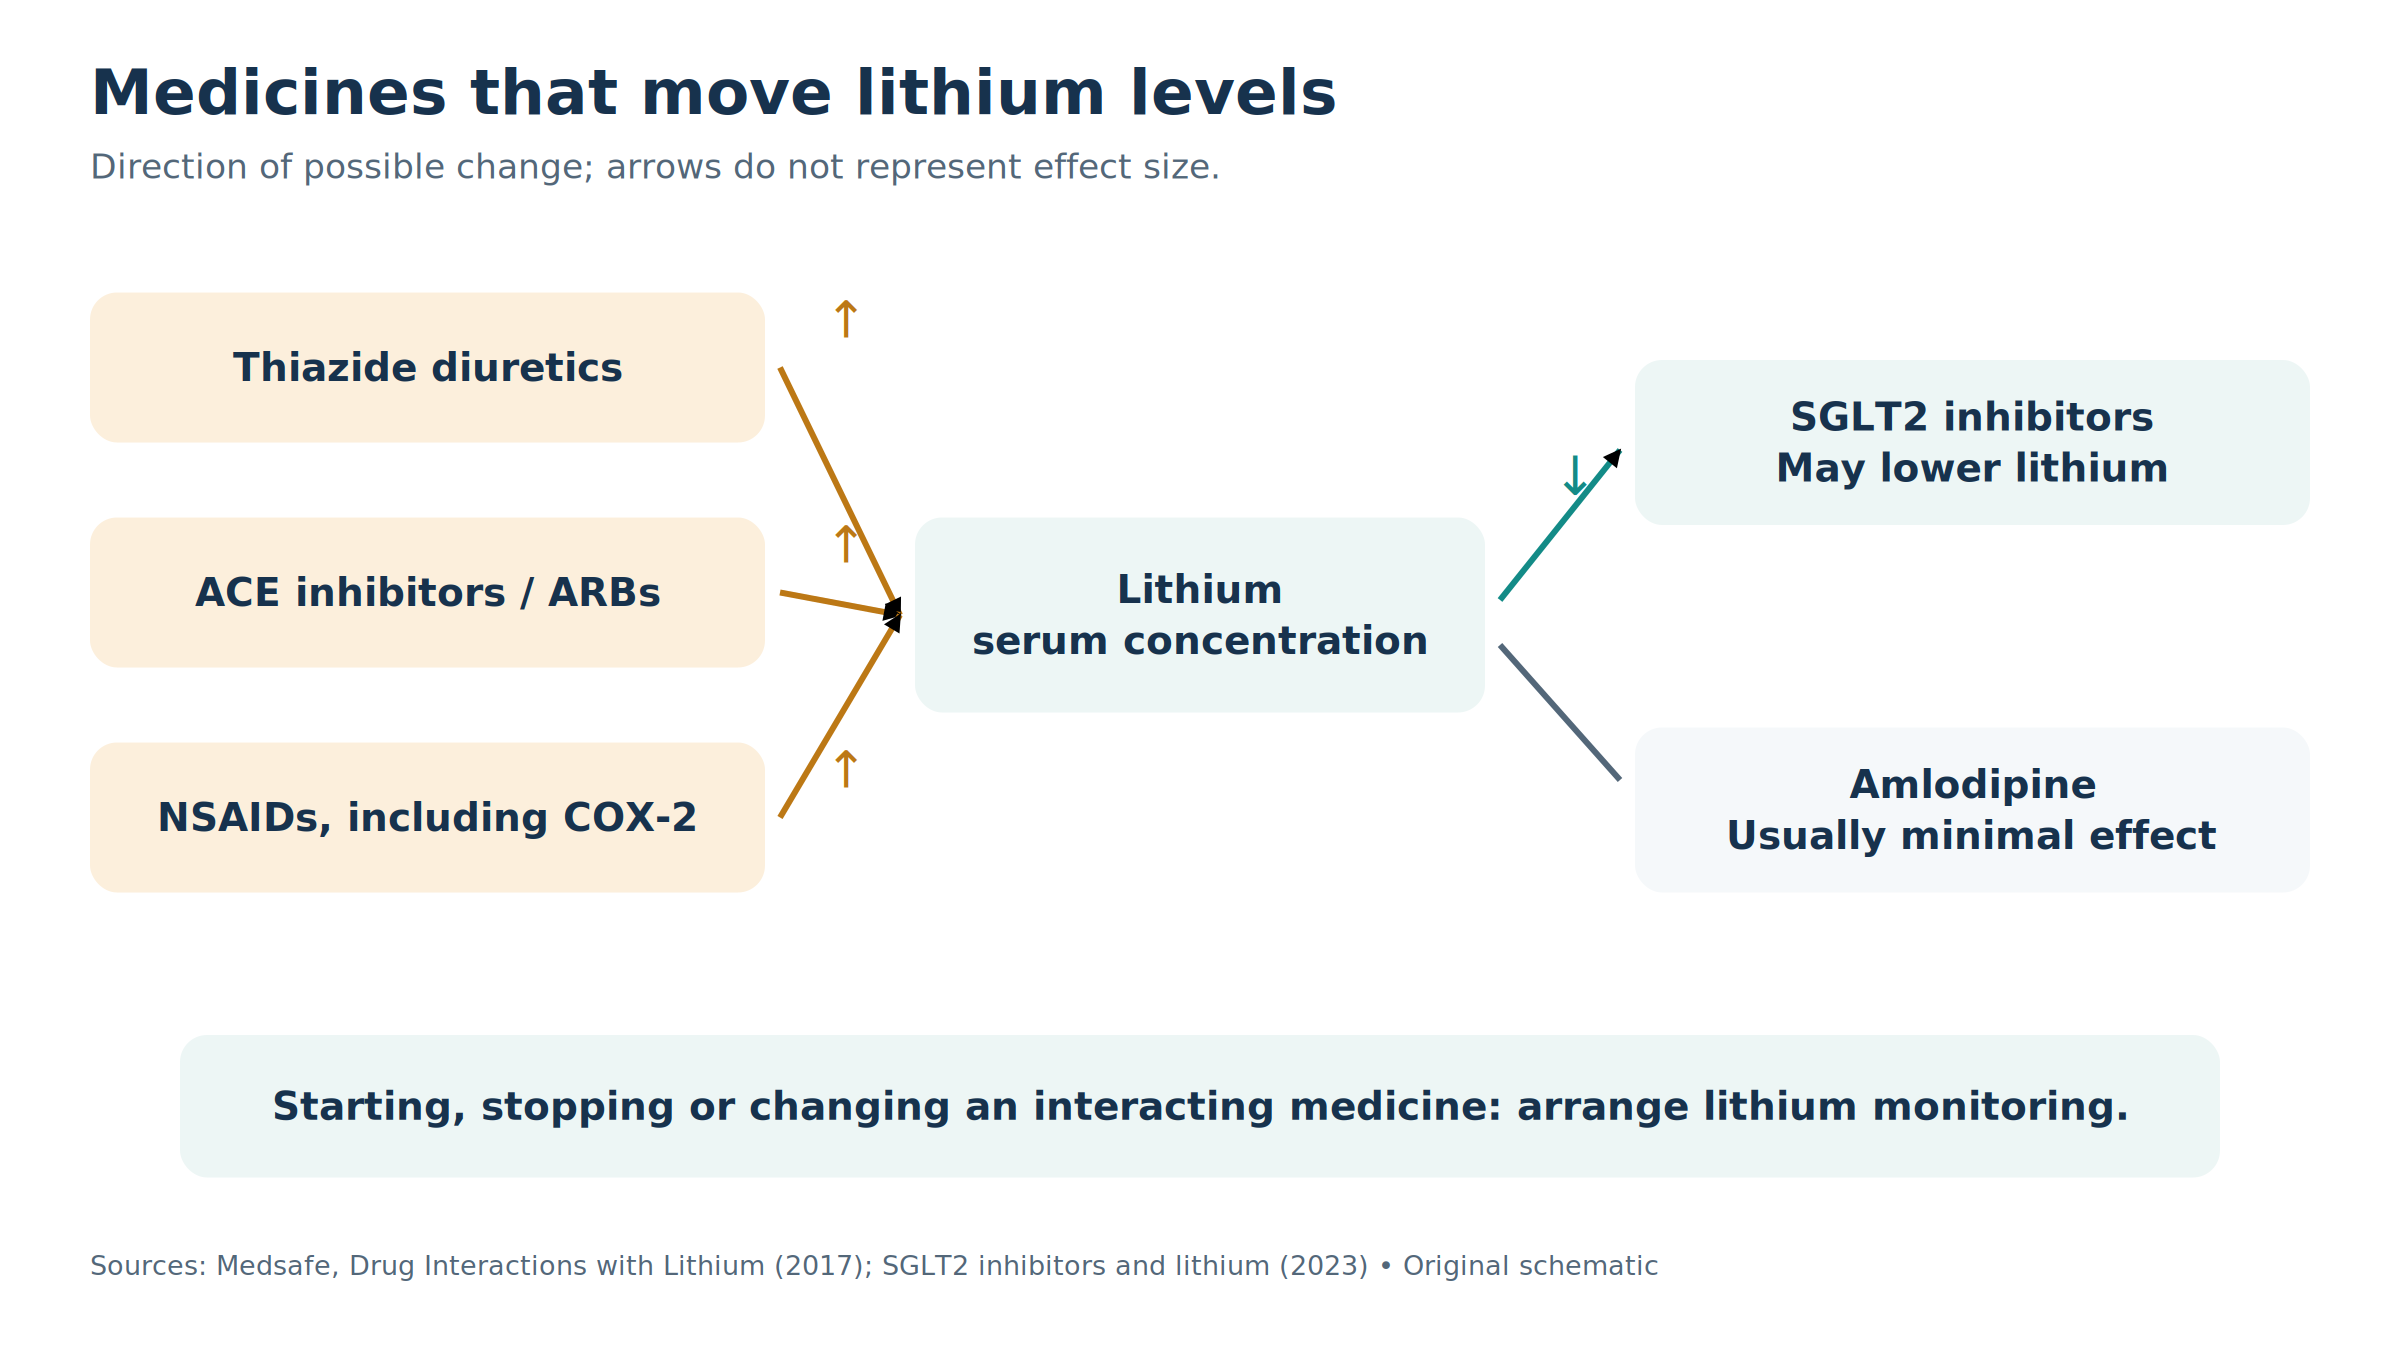 Medicines that move lithium levels
Direction of possible change; arrows do not represent effect size.
Thiazide diuretics
↑
ACE inhibitors / ARBs
↑
NSAIDs, including COX-2
↑
Lithium
serum concentration
↓
SGLT2 inhibitors
May lower lithium
Amlodipine
Usually minimal effect
Starting, stopping or changing an interacting medicine: arrange lithium monitoring.
Sources: Medsafe, Drug Interactions with Lithium (2017); SGLT2 inhibitors and lithium (2023) • Original schematic